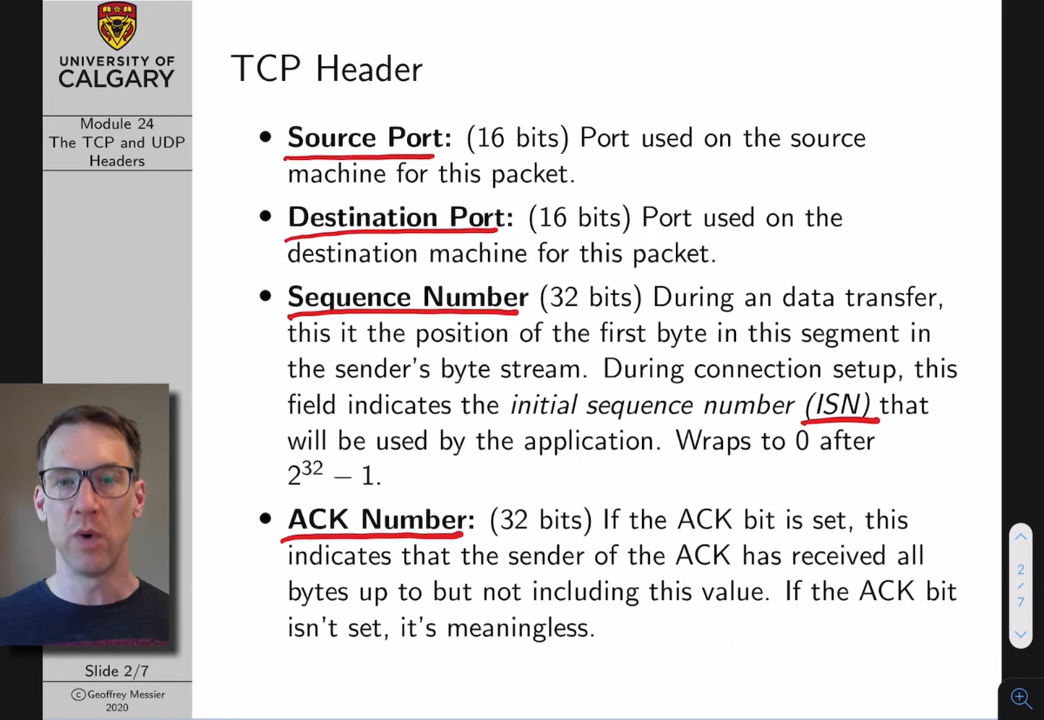 UNIVERSITY OF
CALGARY
Module 24
The TCP and UDP
Headers
TCP Header
• Source Port: (16 bits) Port used on the source
machine for this packet.
• Destination Port: (16 bits) Port used on the
destination machine for this packet.
• Sequence Number (32 bits) During an data transfer,
this it the position of the first byte in this segment in
the sender's byte stream. During connection setup, this
field indicates the initial sequence number (ISN) that
will be used by the application. Wraps to 0 after
2³² − 1.
• ACK Number: (32 bits) If the ACK bit is set, this
indicates that the sender of the ACK has received all
bytes up to but not including this value. If the ACK bit
isn't set, it's meaningless.
Slide 2/7
©Geoffrey Messier
2020
2
/
7